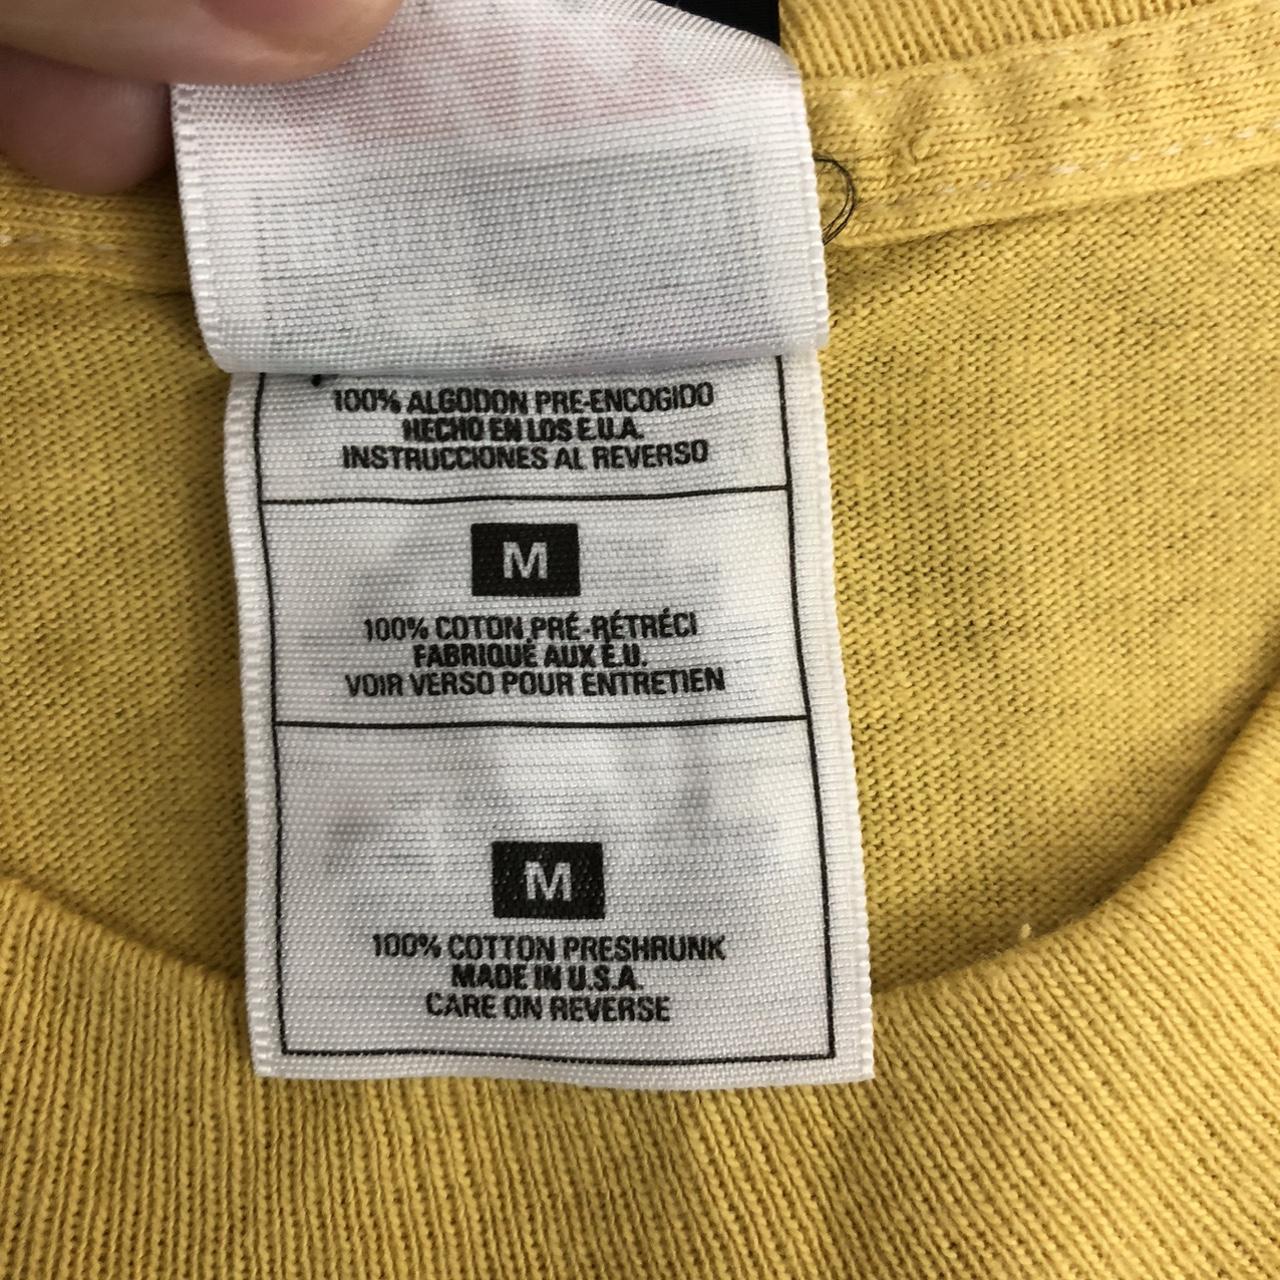 100% ALGODON PRE-ENCOGIDO
HECHO EN LOS E.U.A.
INSTRUCCIONES AL REVERSO
M
100% COTON PRÉ-RÉTRÉCI
FABRIQUÉ AUX É.U.
VOIR VERSO POUR ENTRETIEN
M
100% COTTON PRESHRUNK
MADE IN U.S.A.
CARE ON REVERSE